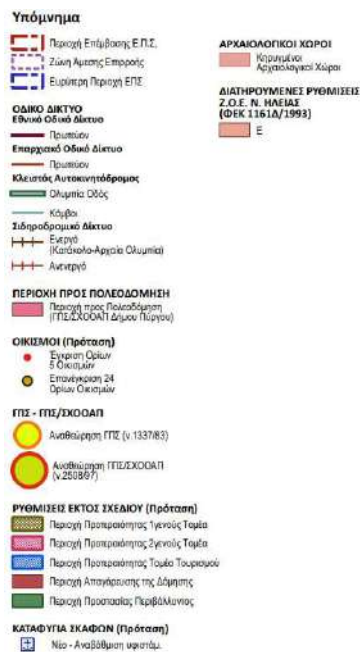 Υπόμνημα
Περιοχή Επέμβασης Ε.Π.Σ.
Ζώνη Άμεσης Επιρροής
Ευρύτερη Περιοχή ΕΠΣ
ΟΔΙΚΟ ΔΙΚΤΥΟ
Εθνικό Οδικό Δίκτυο
Πρωτεύον
Επαρχιακό Οδικό Δίκτυο
Πρωτεύον
Κλειστός Αυτοκινητόδρομος
Ολυμπία Οδός
Κόμβοι
Σιδηροδρομικό Δίκτυο
Ενεργό
(Κατάκολο-Αρχαία Ολυμπία)
Ανενεργό
ΠΕΡΙΟΧΗ ΠΡΟΣ ΠΟΛΕΟΔΟΜΗΣΗ
Περιοχή προς Πολεοδόμηση
(ΓΠΣ/ΣΧΟΟΑΠ Δήμου Πύργου)
ΟΙΚΙΣΜΟΙ (Πρόταση)
Έγκριση Ορίων
5 Οικισμών
Επανέγκριση 24
Ορίων Οικισμών
ΓΠΣ - ΓΠΣ/ΣΧΟΟΑΠ
Αναθεώρηση ΓΠΣ (ν.1337/83)
Αναθεώρηση ΓΠΣ/ΣΧΟΟΑΠ
(ν.2508/97)
ΡΥΘΜΙΣΕΙΣ ΕΚΤΟΣ ΣΧΕΔΙΟΥ (Πρόταση)
Περιοχή Προτεραιότητας 1γενούς Τομέα
Περιοχή Προτεραιότητας 2γενούς Τομέα
Περιοχή Προτεραιότητας Τομέα Τουρισμού
Περιοχή Απαγόρευσης της Δόμησης
Περιοχή Προστασίας Περιβάλλοντος
ΚΑΤΑΦΥΓΙΑ ΣΚΑΦΩΝ (Πρόταση)
Νέο - Αναβάθμιση υφιστάμ.
ΑΡΧΑΙΟΛΟΓΙΚΟΙ ΧΩΡΟΙ
Κηρυγμένοι
Αρχαιολογικοί Χώροι
ΔΙΑΤΗΡΟΥΜΕΝΕΣ ΡΥΘΜΙΣΕΙΣ
Ζ.Ο.Ε. Ν. ΗΛΕΙΑΣ
(ΦΕΚ 1161Δ/1993)
Ε